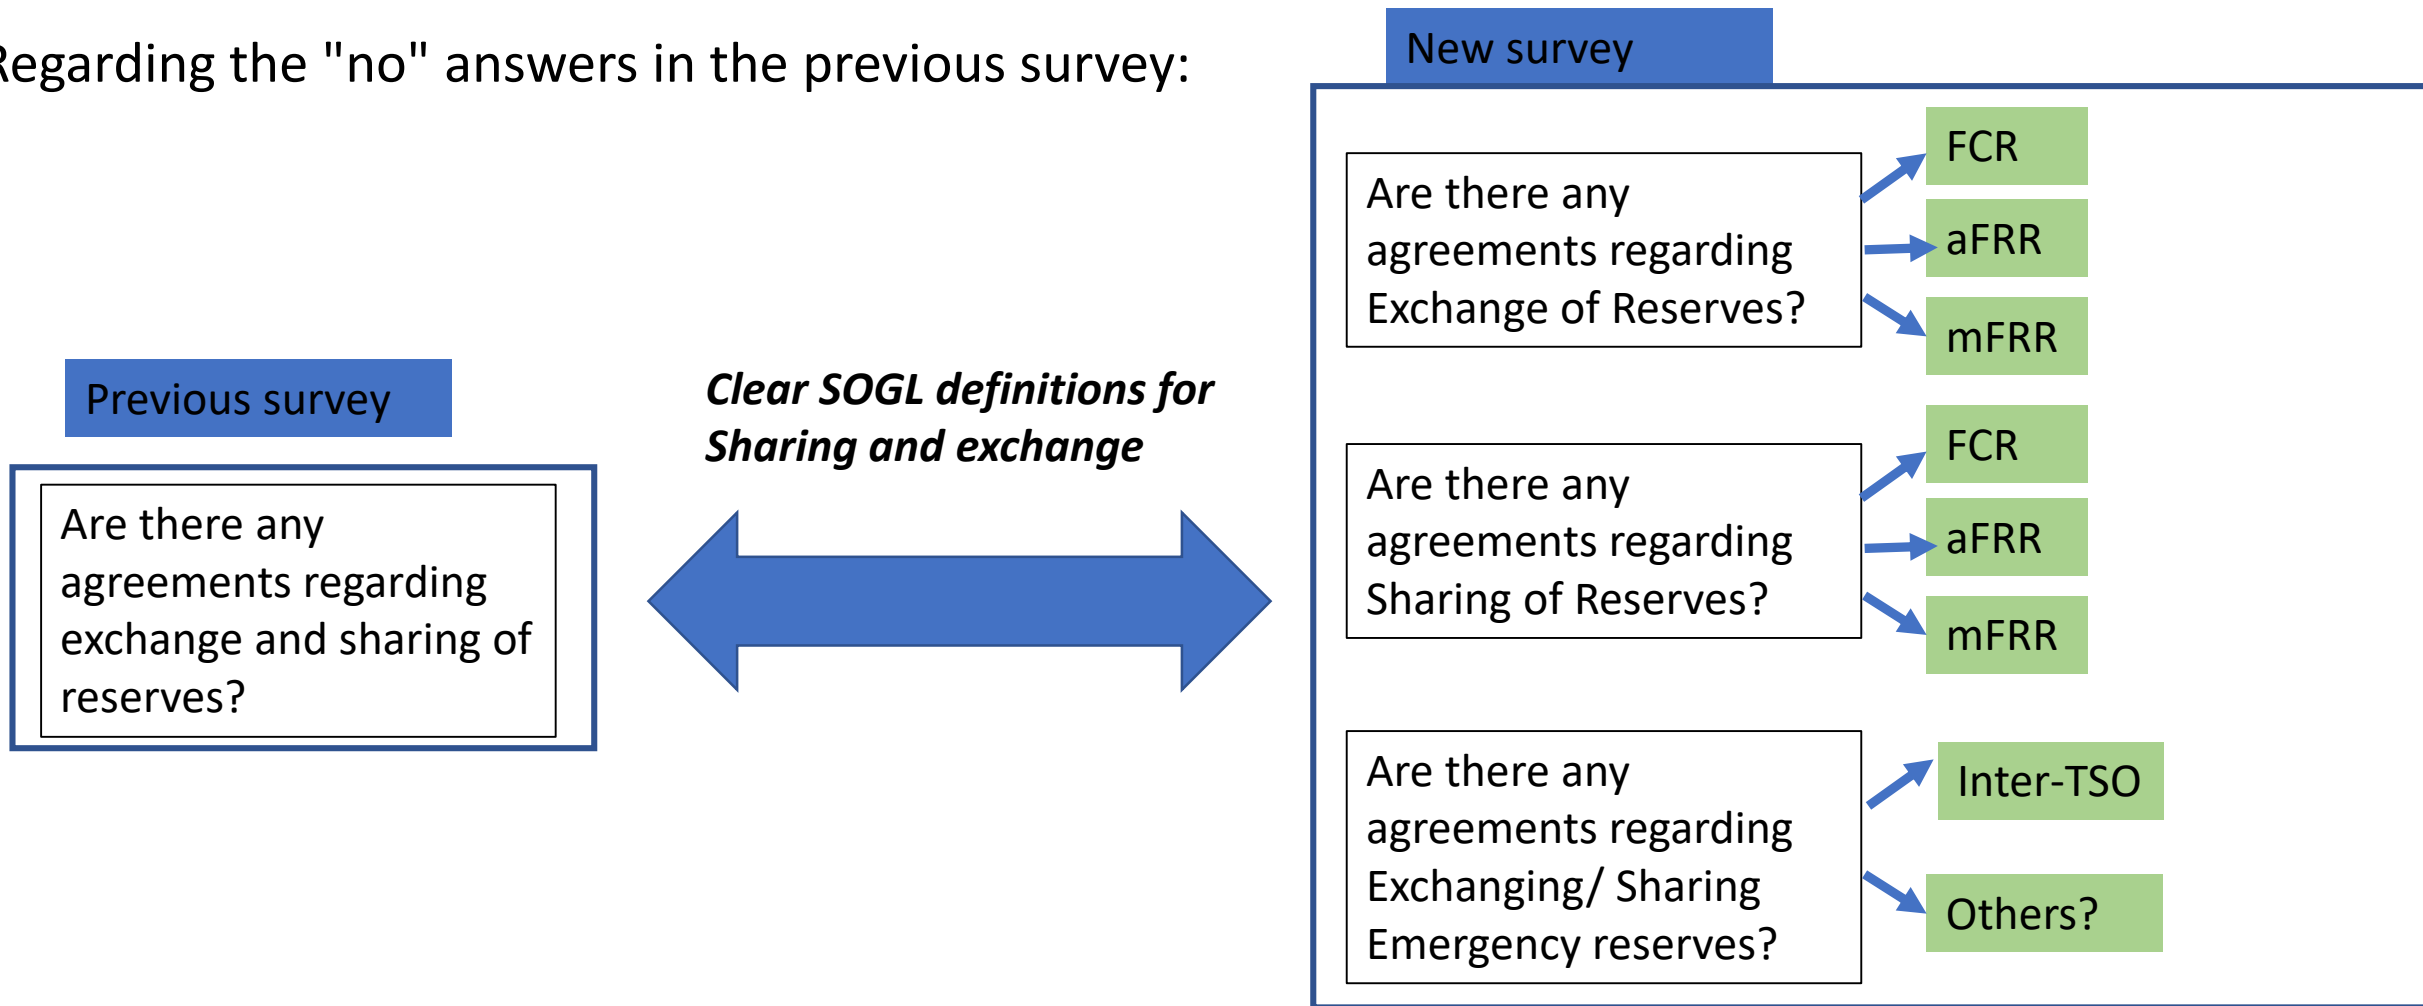 Regarding the "no" answers in the previous survey:
Previous survey
Are there any
agreements regarding
exchange and sharing of
reserves?
Clear SOGL definitions for
Sharing and exchange
New survey
Are there any
agreements regarding
Exchange of Reserves?
FCR
aFRR
mFRR
Are there any
agreements regarding
Sharing of Reserves?
FCR
aFRR
mFRR
Are there any
agreements regarding
Exchanging/ Sharing
Emergency reserves?
Inter-TSO
Others?